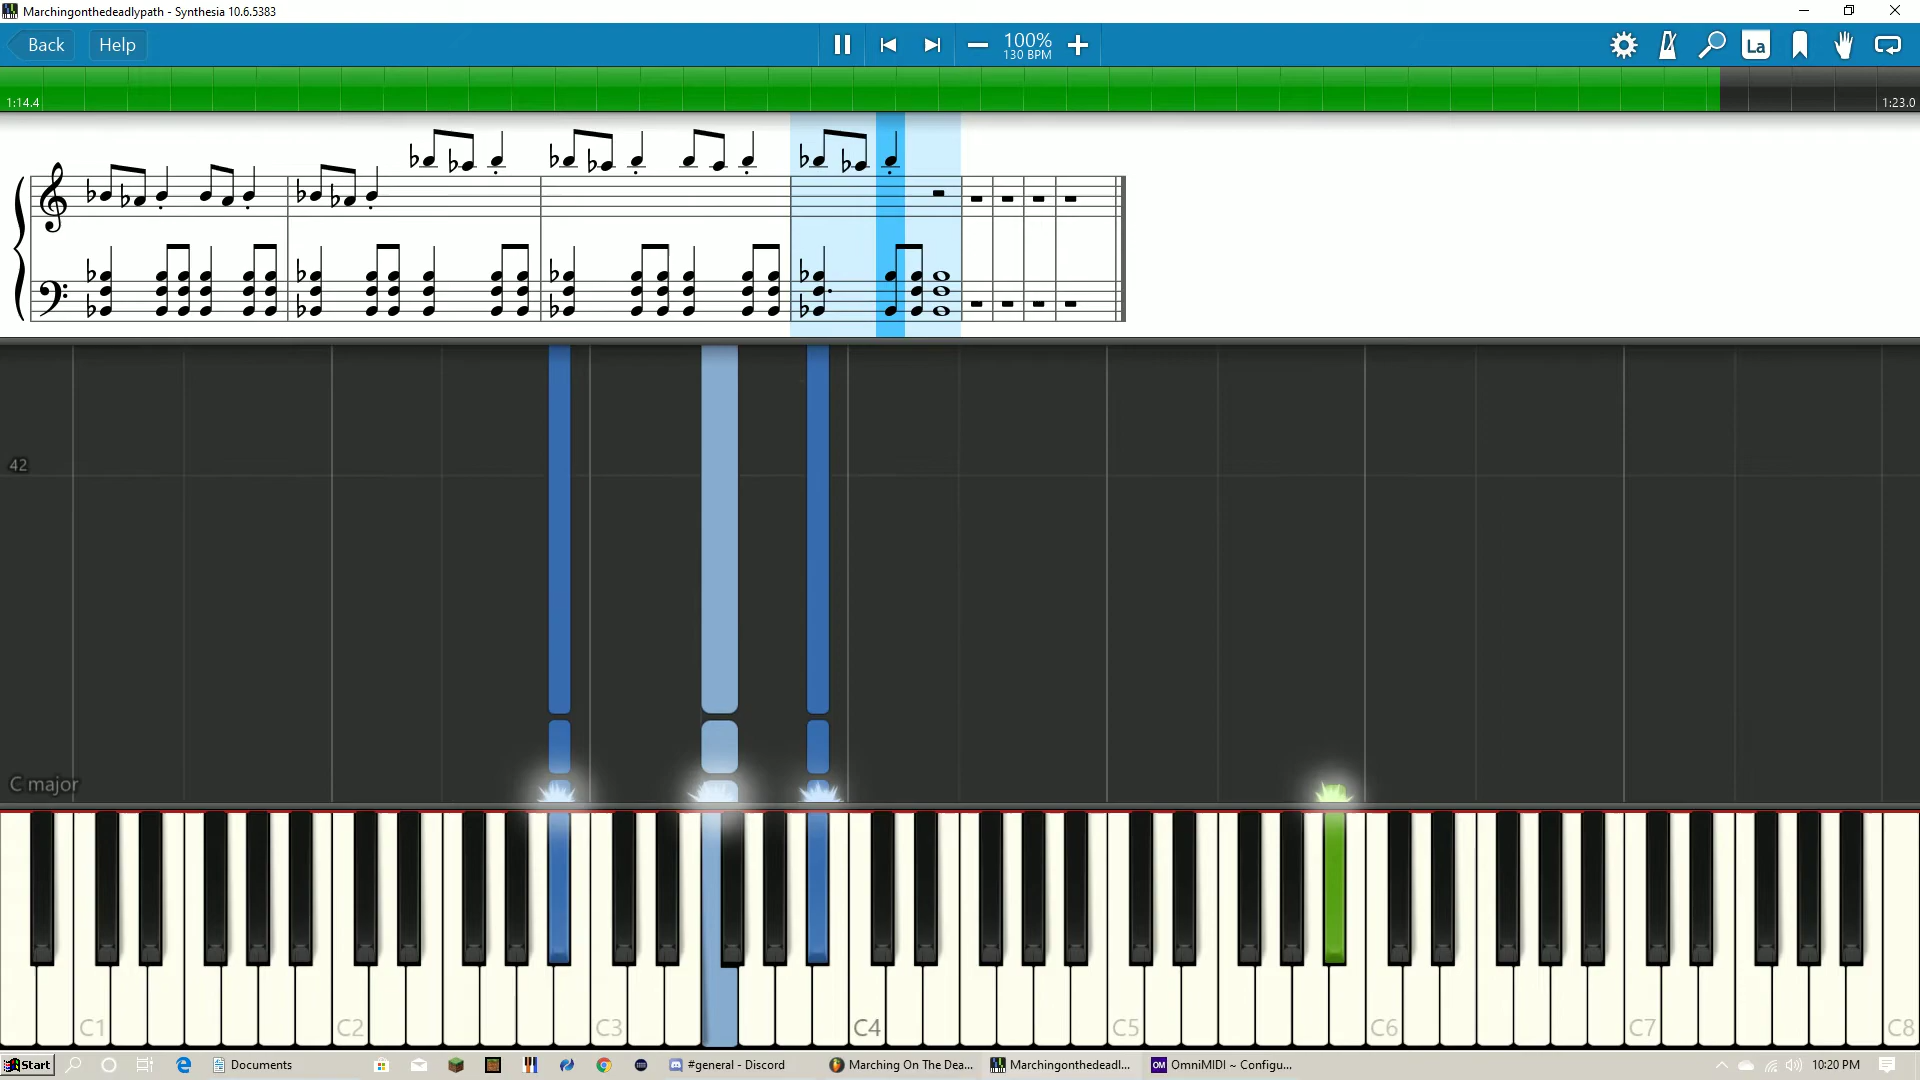 Marchingonthedeadlypath - Synthesia 10.6.5383
Back
Help
100%
130 BPM
La
1:14.4
1:23.0
42
C major
C1
C2
C3
C4
C5
C6
C7
C8
Start
Documents
#general - Discord
Marching On The Dea...
Marchingonthedeadl...
OM
OmniMIDI ~ Configu...
10:20 PM